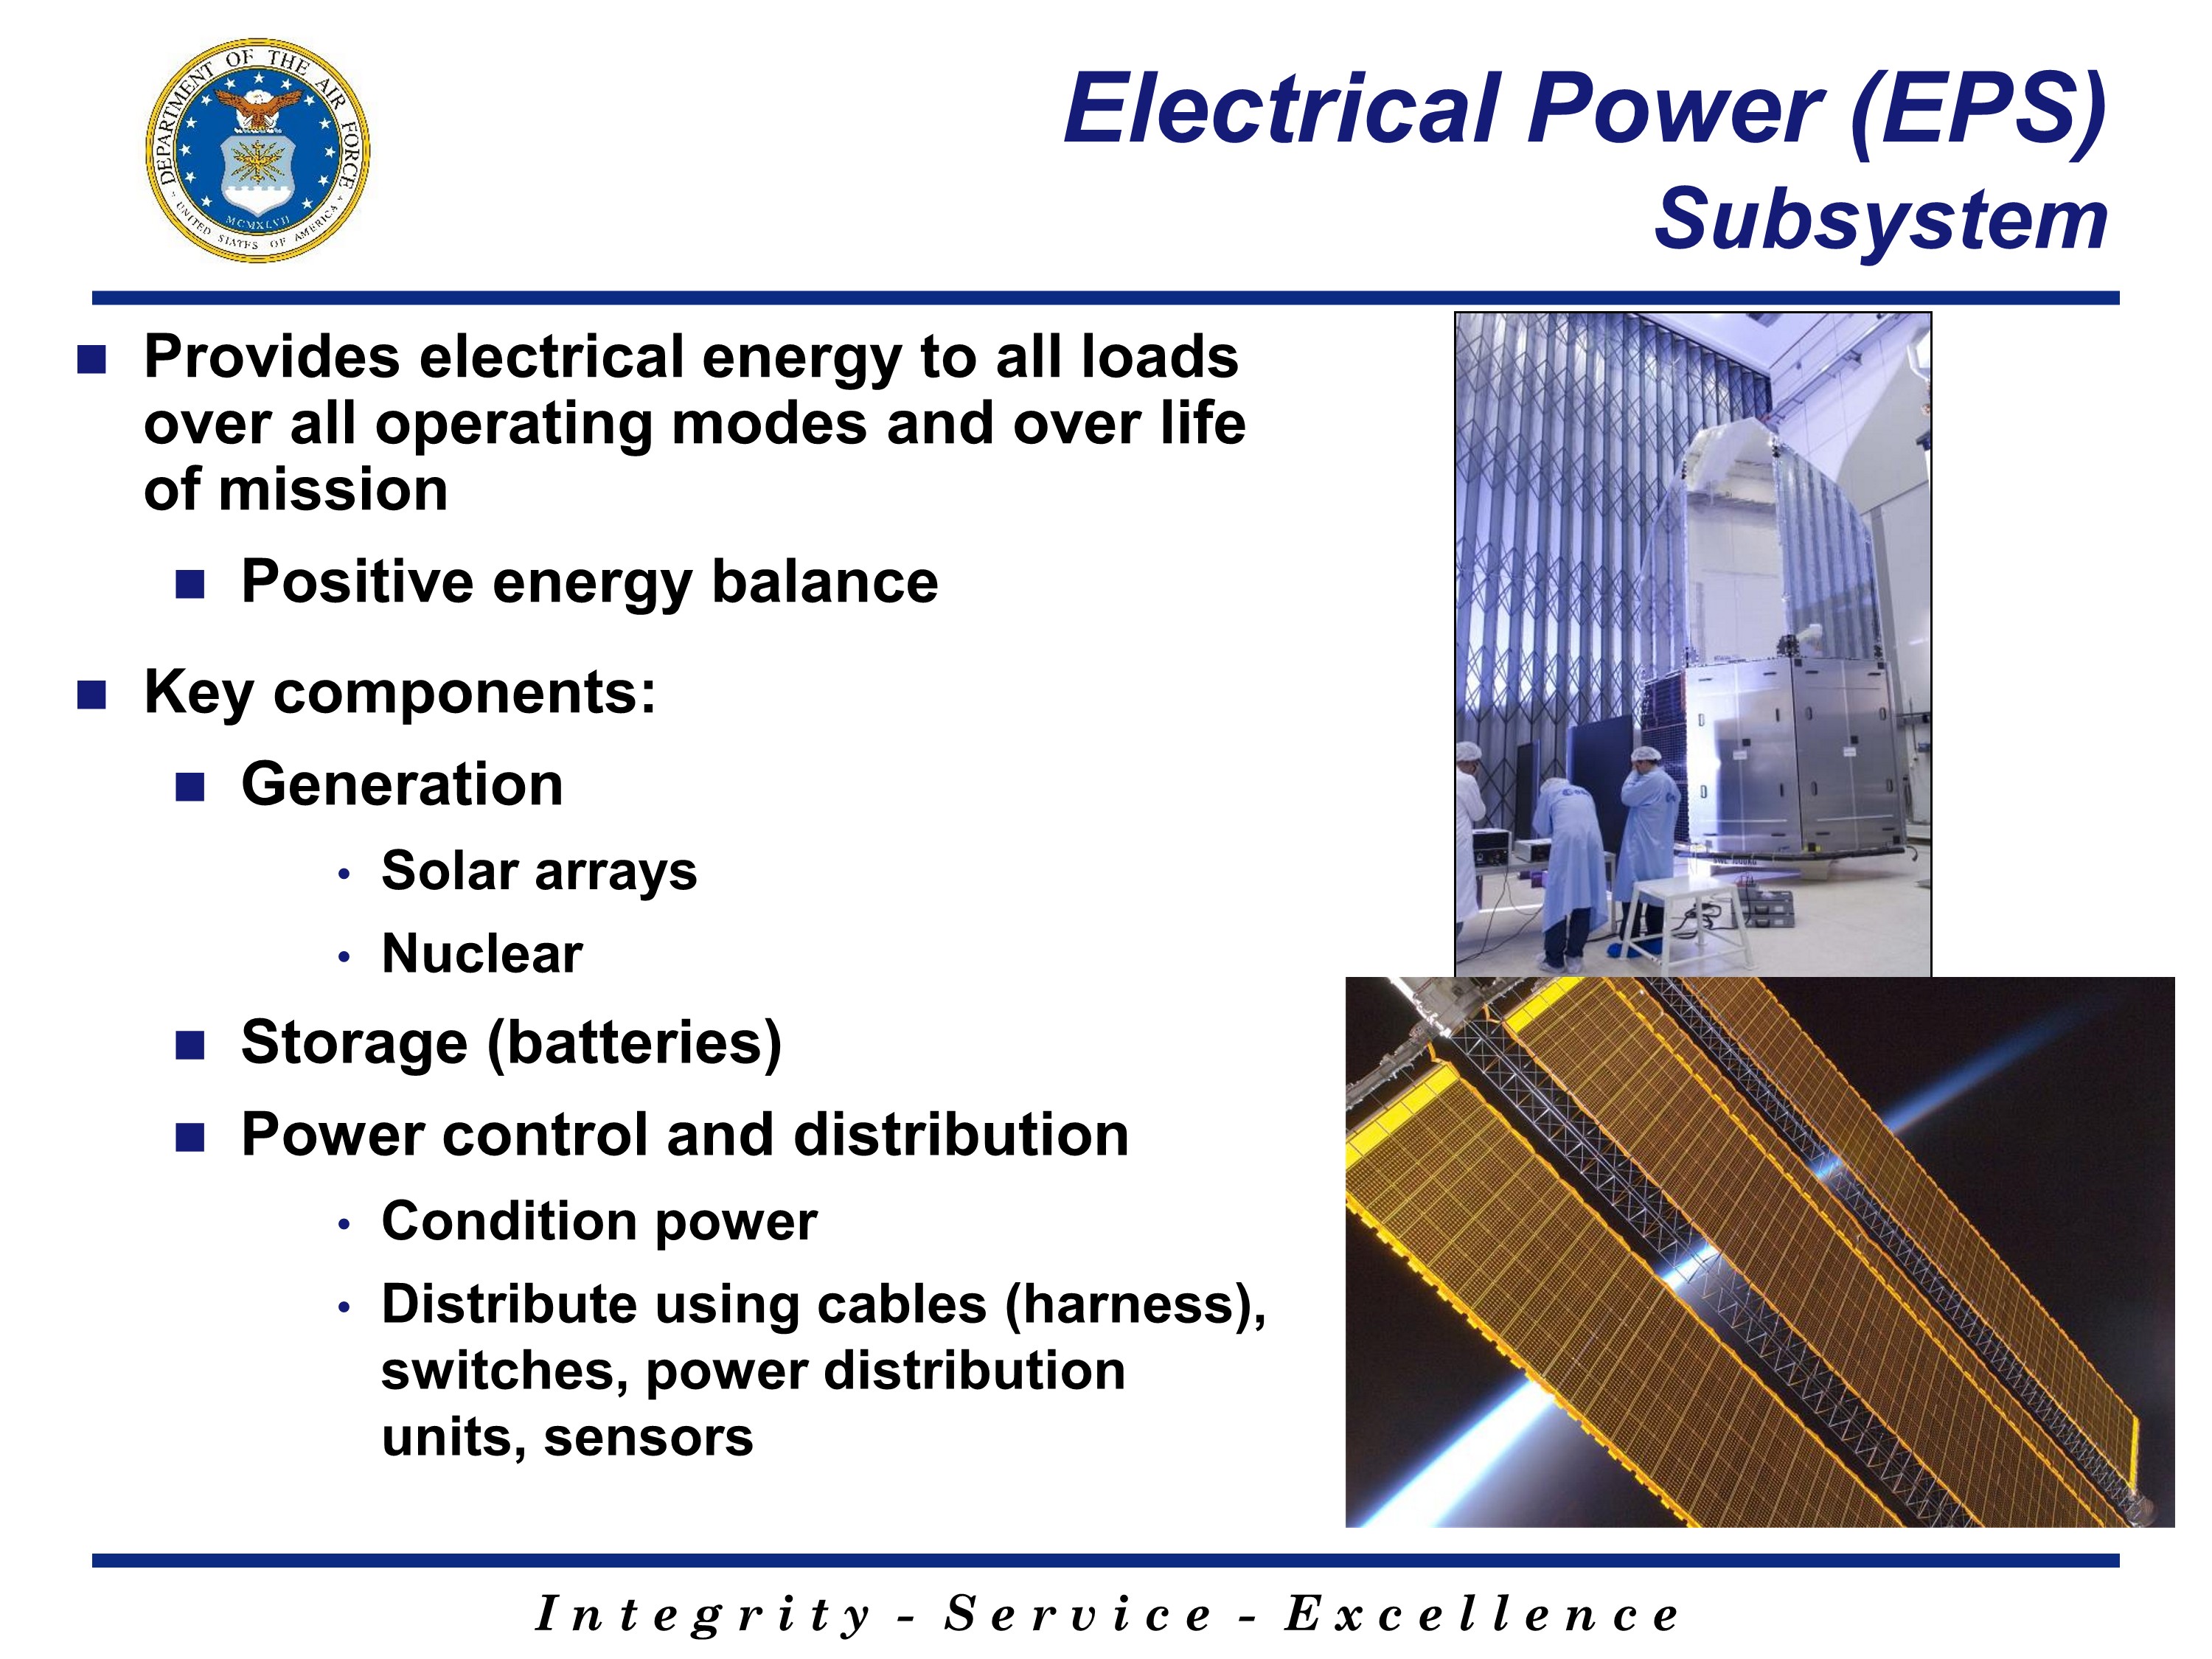 DEPARTMENT OF THE AIR FORCE
MCMXLVII
UNITED STATES OF AMERICA
Electrical Power (EPS)
Subsystem
Provides electrical energy to all loads
over all operating modes and over life
of mission
Positive energy balance
Key components:
Generation
• Solar arrays
• Nuclear
Storage (batteries)
Power control and distribution
• Condition power
• Distribute using cables (harness),
switches, power distribution
units, sensors
Integrity - Service - Excellence